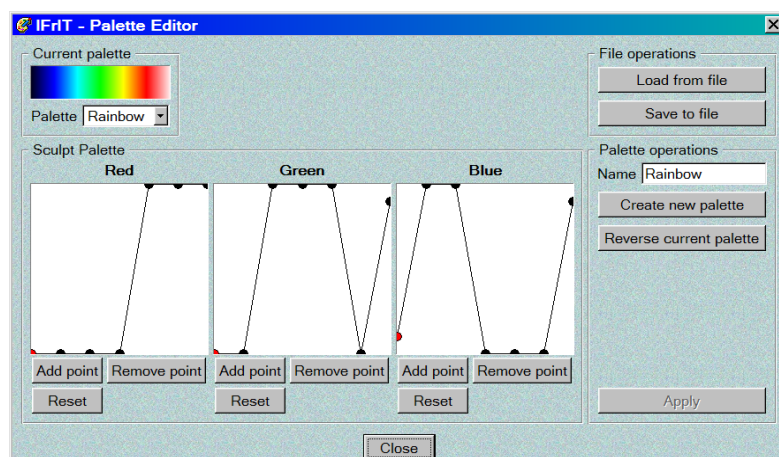 IFrIT - Palette Editor
Current palette
Palette Rainbow
File operations
Load from file
Save to file
Sculpt Palette
Red Green Blue
Add point Remove point Add point Remove point Add point Remove point
Reset Reset Reset
Palette operations
Name Rainbow
Create new palette
Reverse current palette
Apply
Close